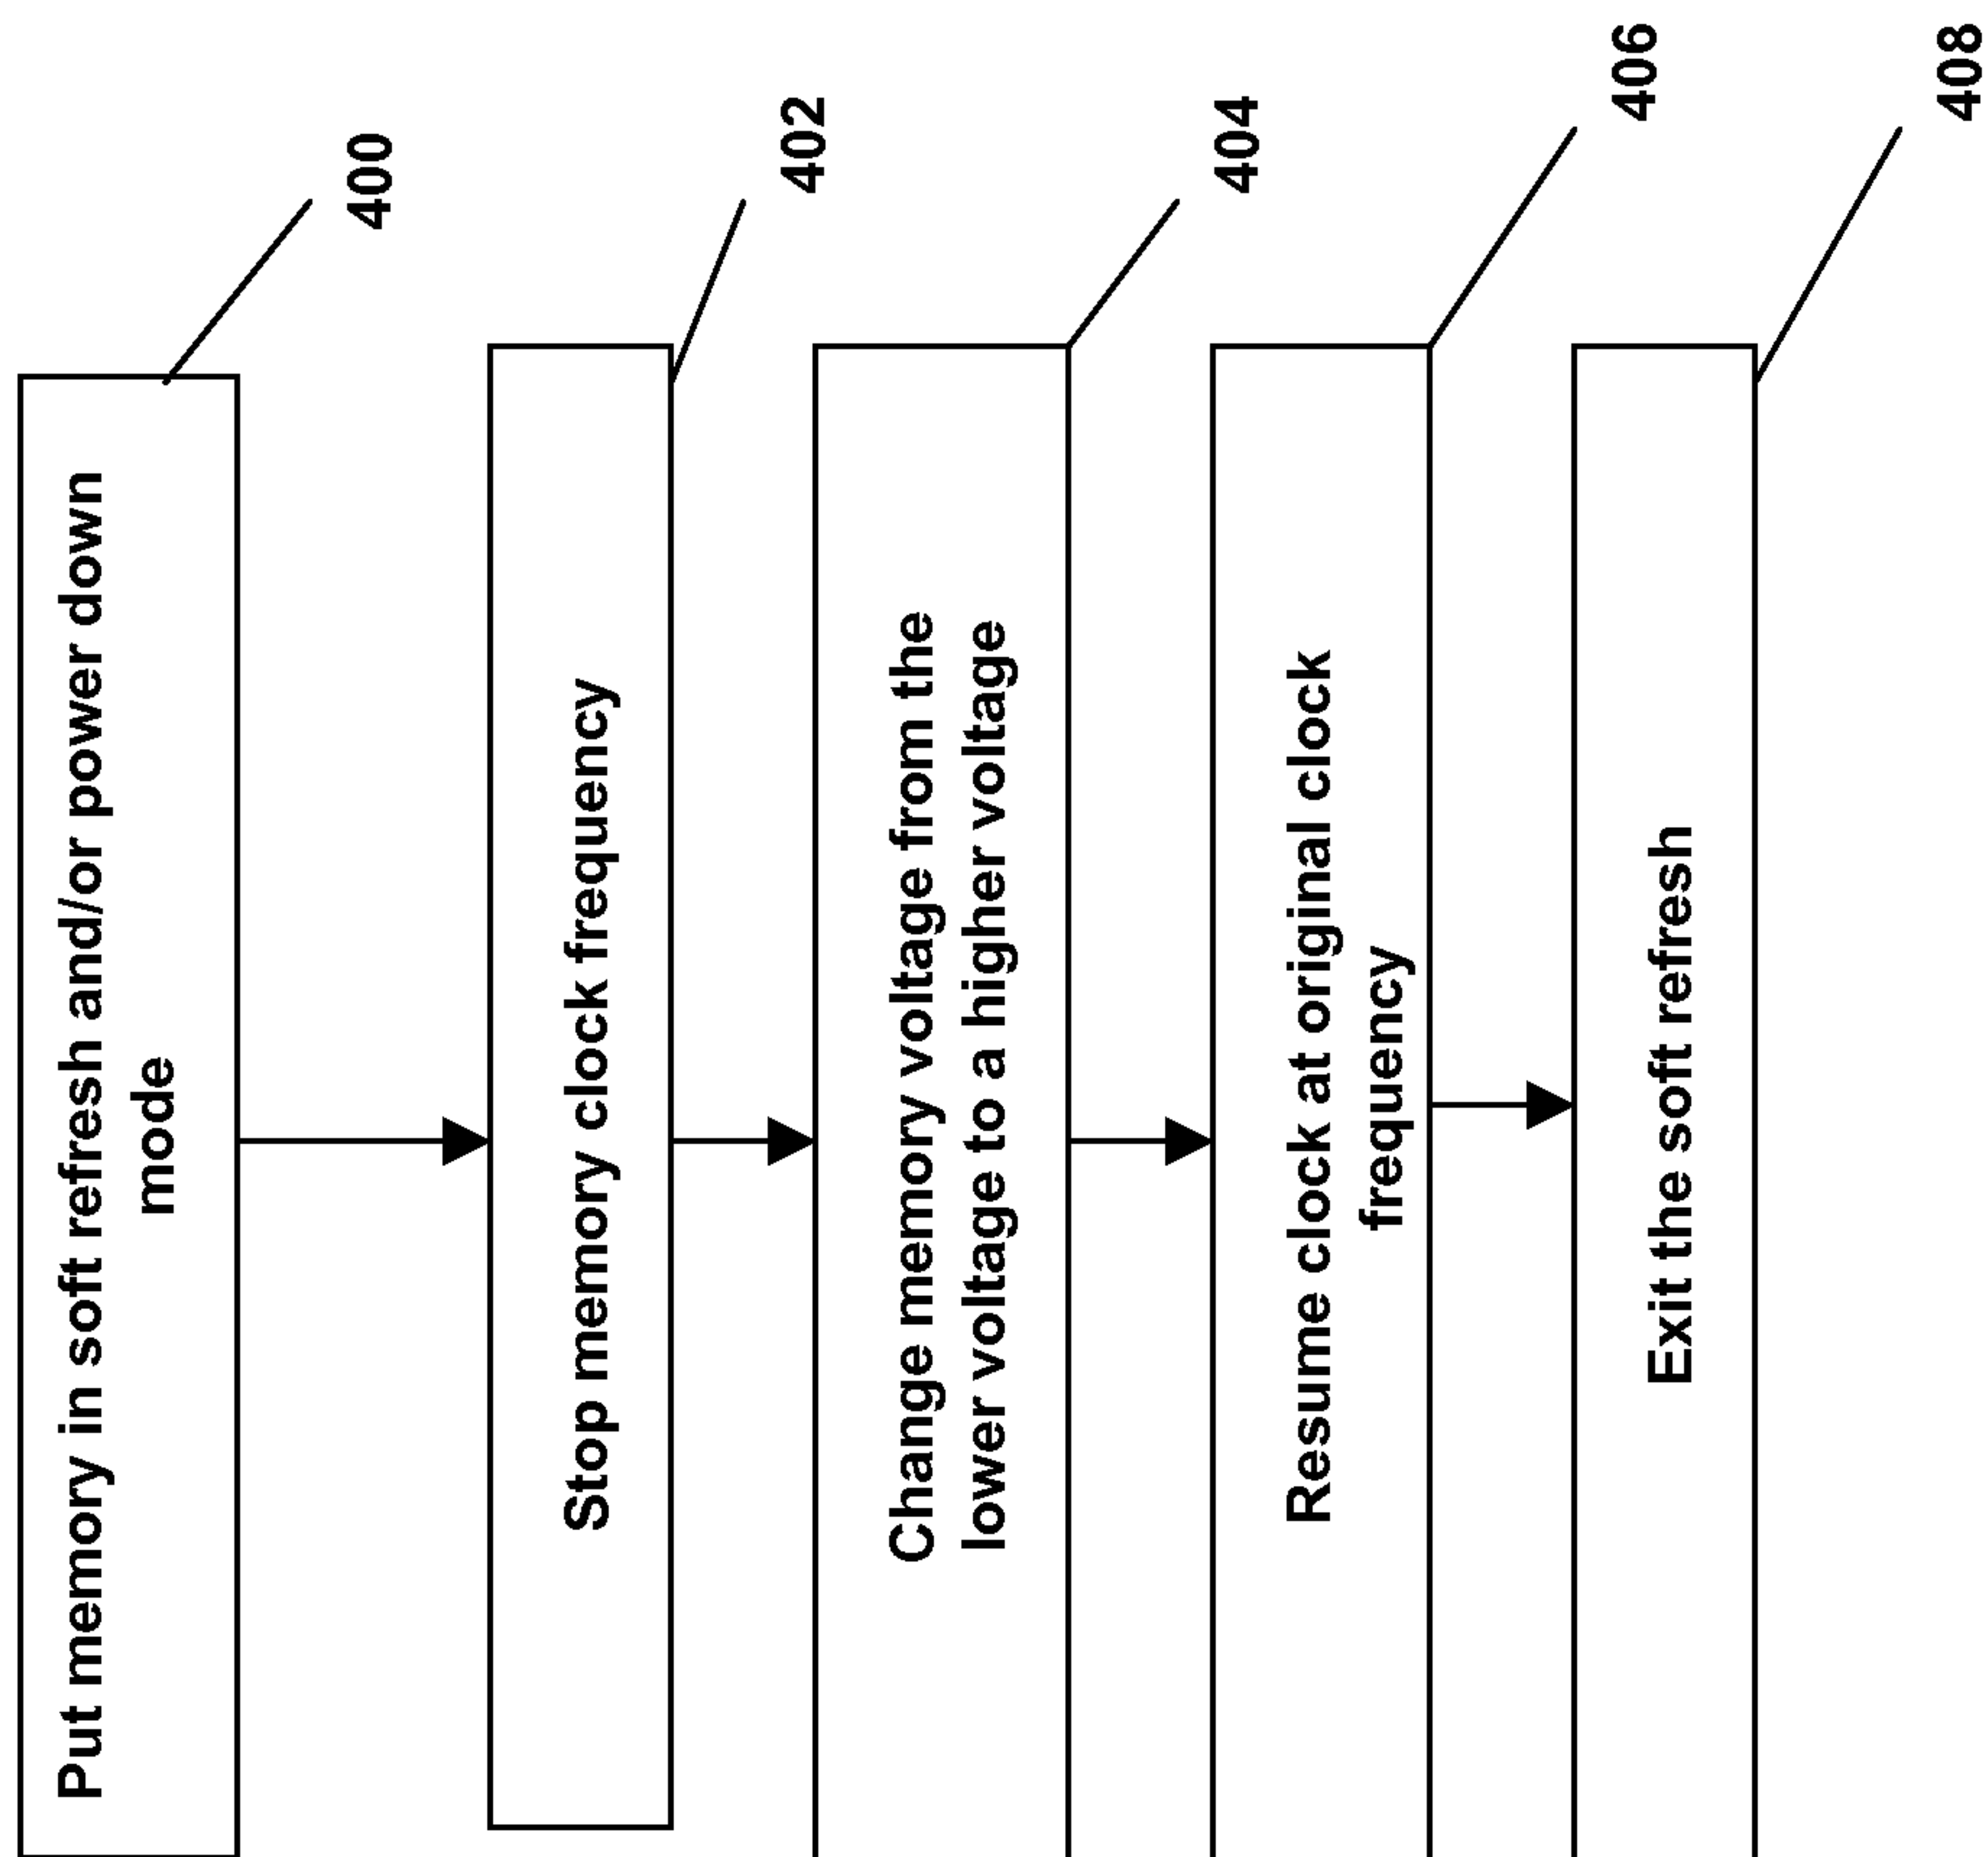 Put memory in soft refresh and/or power down
mode
400
Stop memory clock frequency
402
Change memory voltage from the
lower voltage to a higher voltage
404
Resume clock at original clock
frequency
406
Exit the soft refresh
408